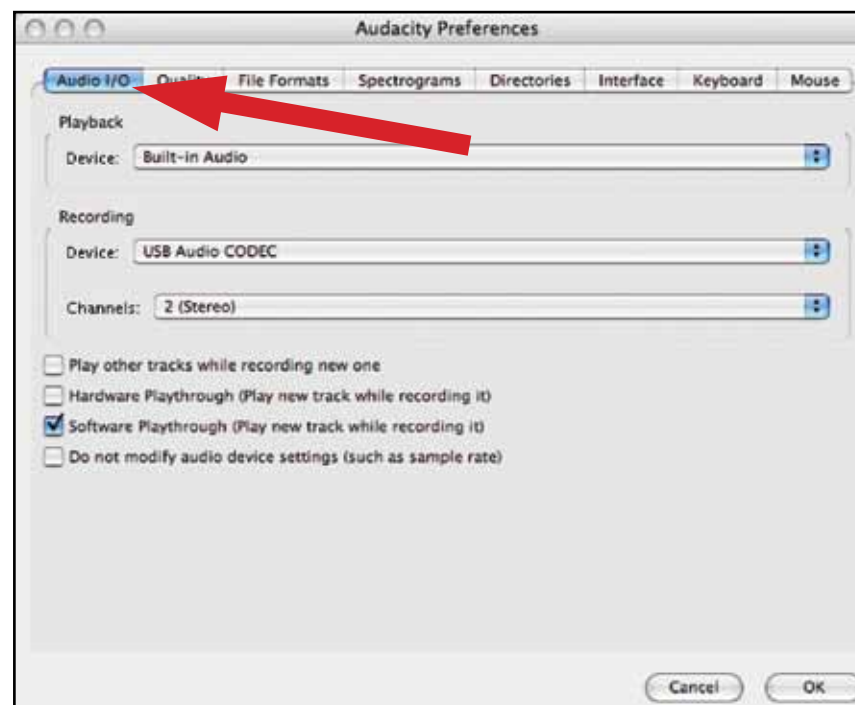 Audacity Preferences
Audio I/O Quality File Formats Spectrograms Directories Interface Keyboard Mouse
Playback
Device: Built-in Audio
Recording
Device: USB Audio CODEC
Channels: 2 (Stereo)
Play other tracks while recording new one
Hardware Playthrough (Play new track while recording it)
Software Playthrough (Play new track while recording it)
Do not modify audio device settings (such as sample rate)
Cancel OK